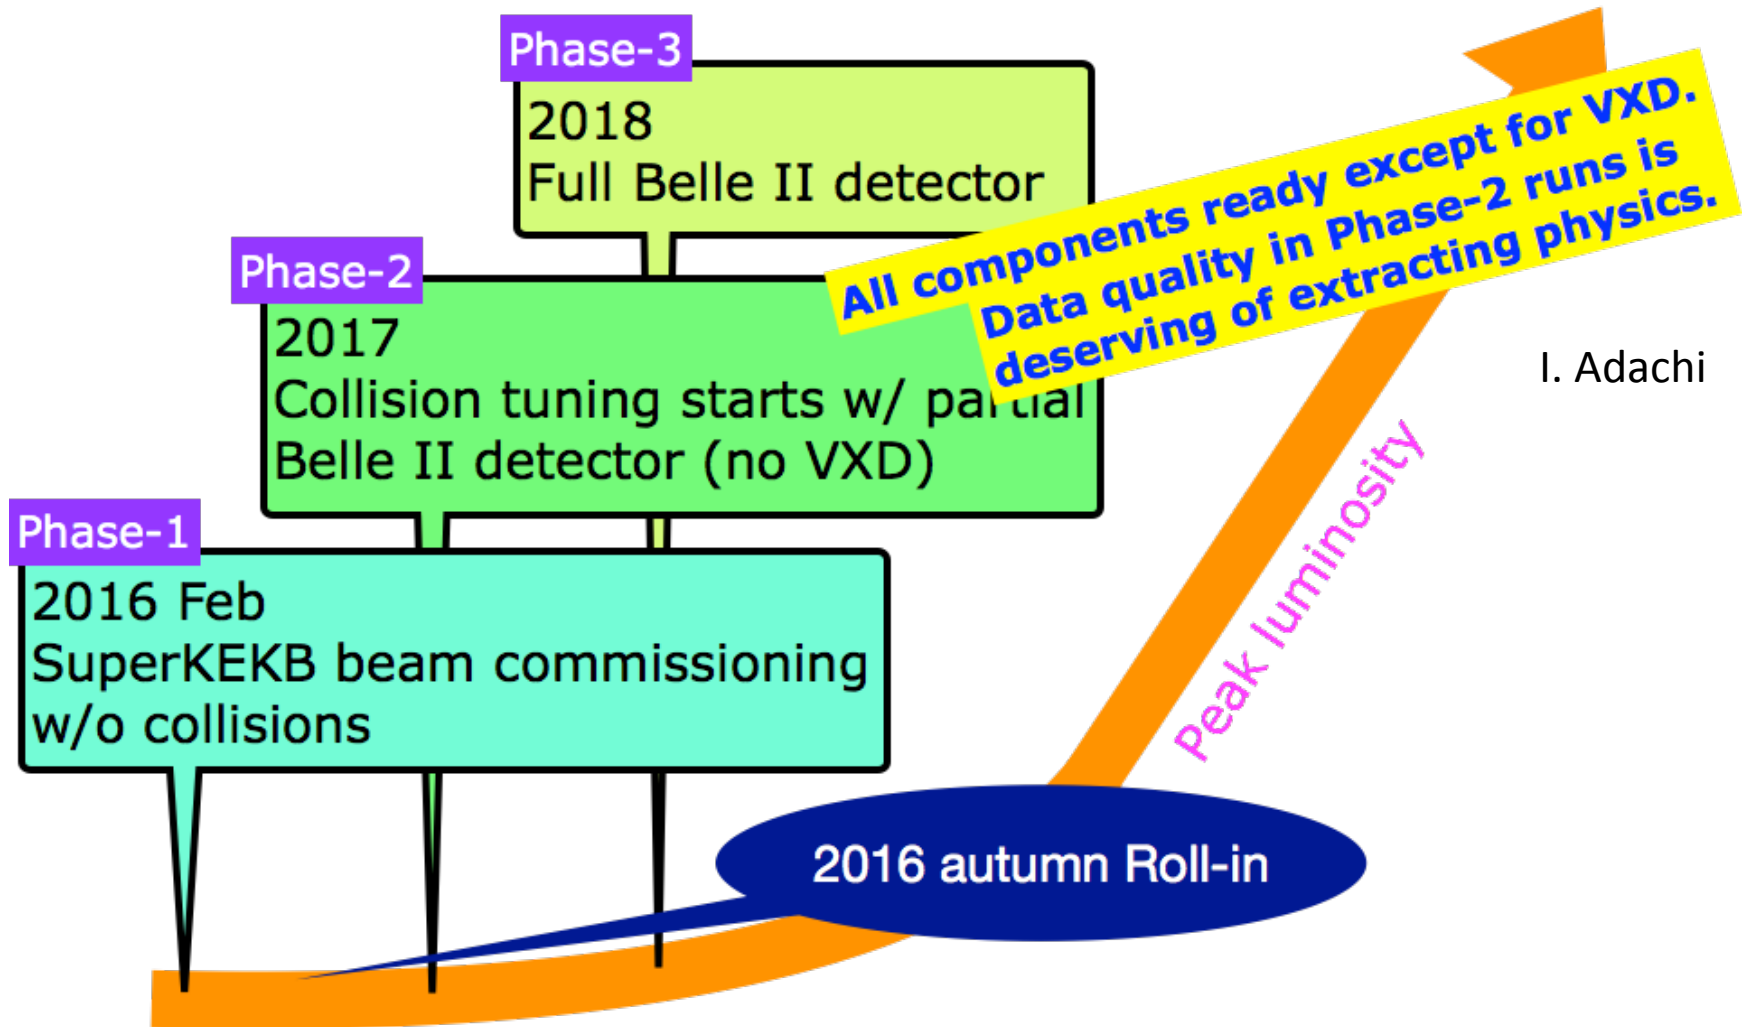 Phase-3
2018
Full Belle II detector
All components ready except for VXD.
Data quality in Phase-2 runs is
deserving of extracting physics.
Phase-2
2017
Collision tuning starts w/ partial
Belle II detector (no VXD)
I. Adachi
Peak luminosity
Phase-1
2016 Feb
SuperKEKB beam commissioning
w/o collisions
2016 autumn Roll-in